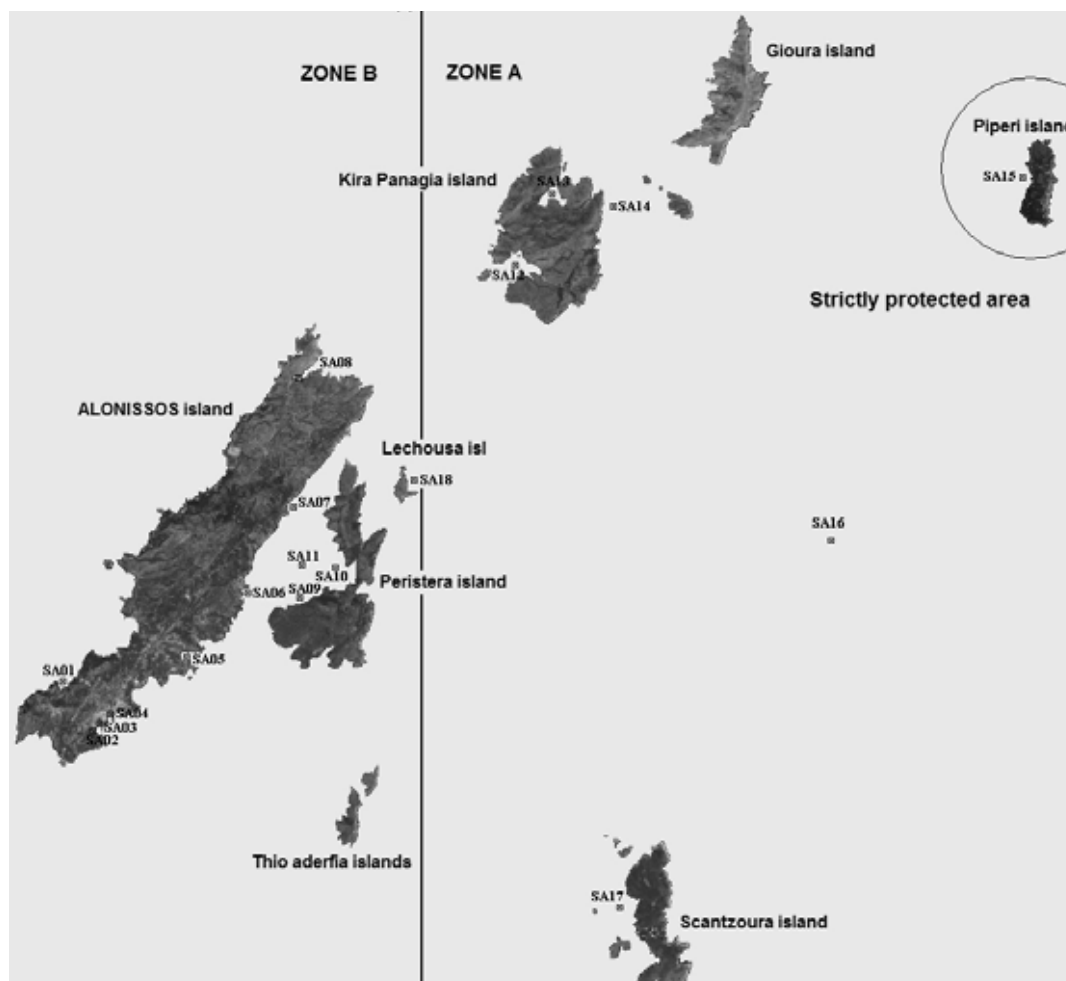 ZONE B
ZONE A
Gioura island
Piperi island
Kira Panagia island
SA13
SA15
SA14
SA12
Strictly protected area
SA08
ALONISSOS island
Lechousa isl
SA18
SA07
SA16
SA11
SA10
Peristera island
SA06
SA09
SA05
SA01
SA04
SA03
SA02
Thio aderfia islands
SA17
Scantzoura island